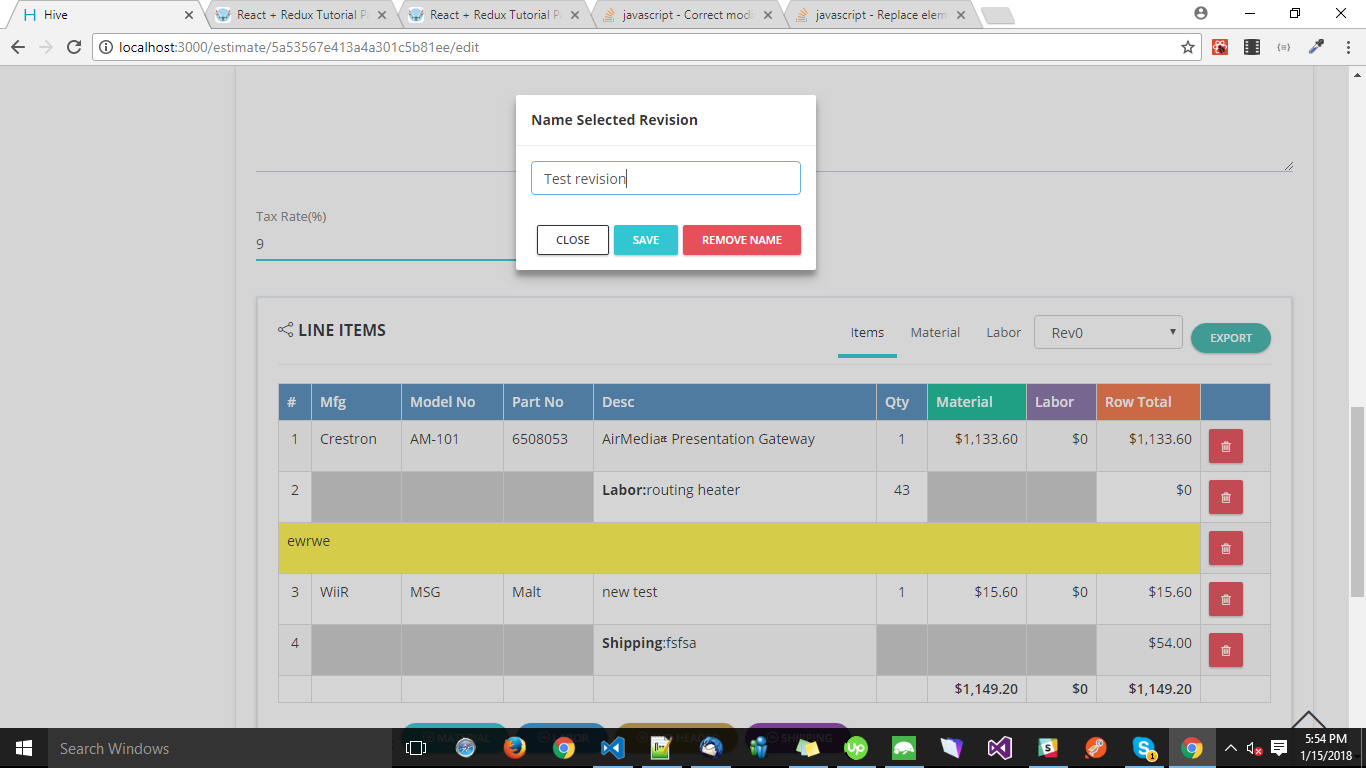 Hive
React + Redux Tutorial P
React + Redux Tutorial P
javascript - Correct mod
javascript - Replace elem
localhost:3000/estimate/5a53567e413a4a301c5b81ee/edit
Name Selected Revision
Test revision
CLOSE SAVE REMOVE NAME
Tax Rate(%)
9
LINE ITEMS
Items Material Labor Rev0 EXPORT
# Mfg Model No Part No Desc Qty Material Labor Row Total
1 Crestron AM-101 6508053 AirMedia Presentation Gateway 1 $1,133.60 $0 $1,133.60
2 Labor:routing heater 43 $0
ewrwe
3 WiiR MSG Malt new test 1 $15.60 $0 $15.60
4 Shipping:fsfsa $54.00
$1,149.20 $0 $1,149.20
MATERIAL LABOR HEADER SHIPPING
Search Windows
5:54 PM
1/15/2018